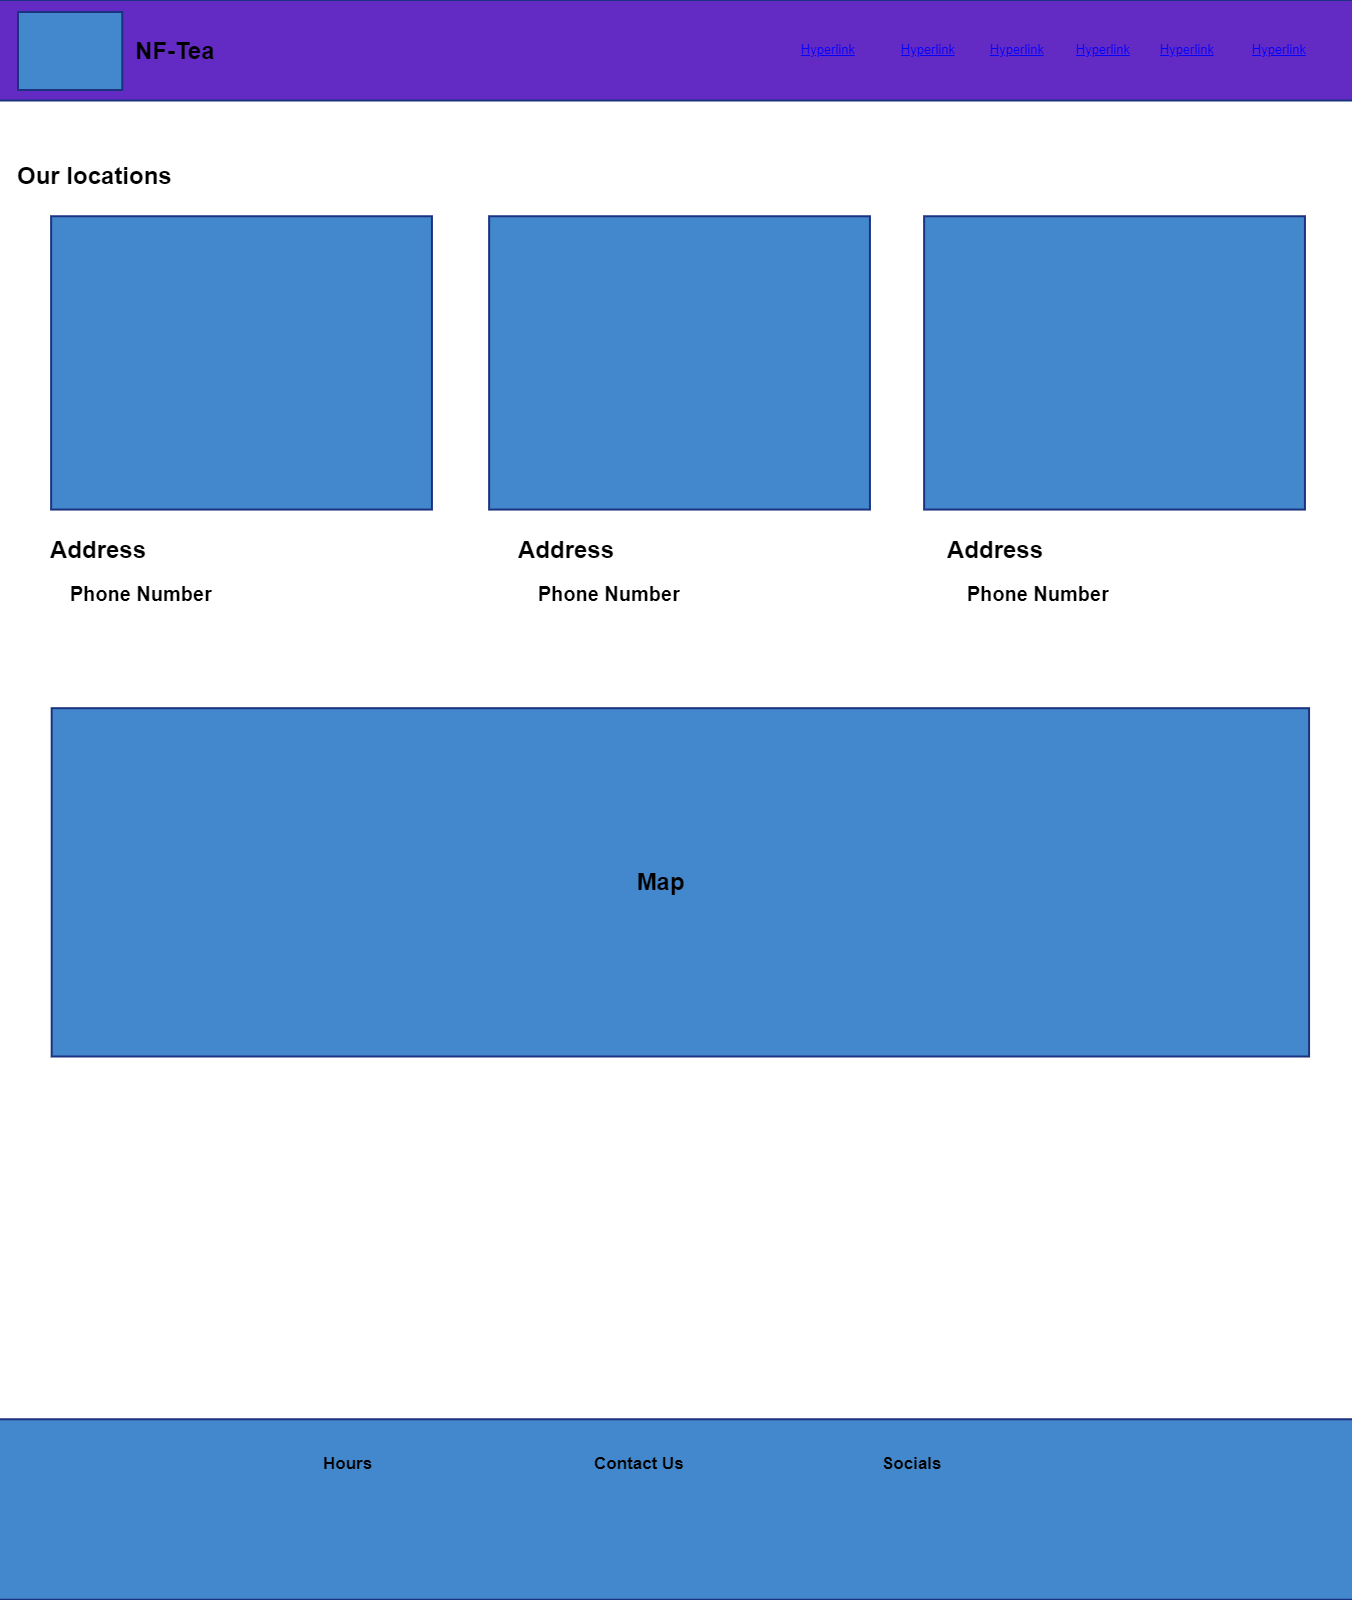 NF-Tea
Hyperlink Hyperlink Hyperlink Hyperlink Hyperlink Hyperlink
Our locations
Address Address Address
Phone Number Phone Number Phone Number
Map
Hours Contact Us Socials